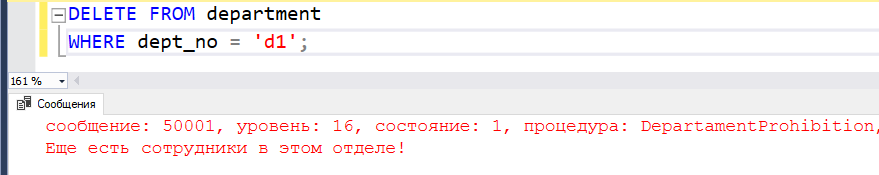 DELETE FROM department
WHERE dept_no = 'd1';
161 %
Сообщения
сообщение: 50001, уровень: 16, состояние: 1, процедура: DepartamentProhibition,
Еще есть сотрудники в этом отделе!